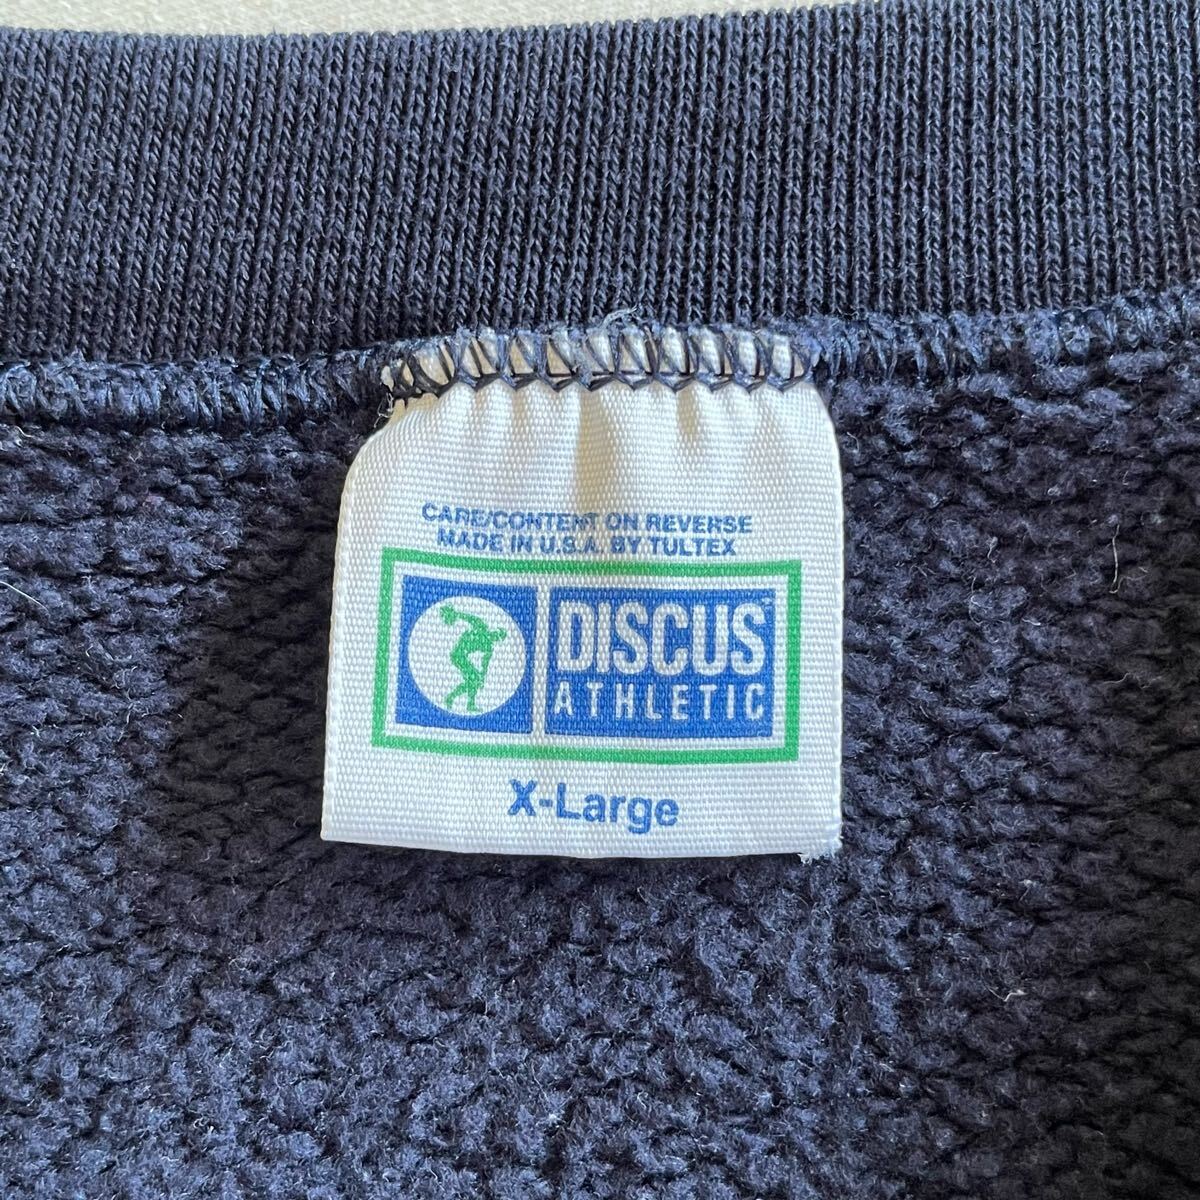 CARE/CONTENT ON REVERSE
MADE IN U.S.A. BY TULTEX
DISCUS
ATHLETIC
X-Large